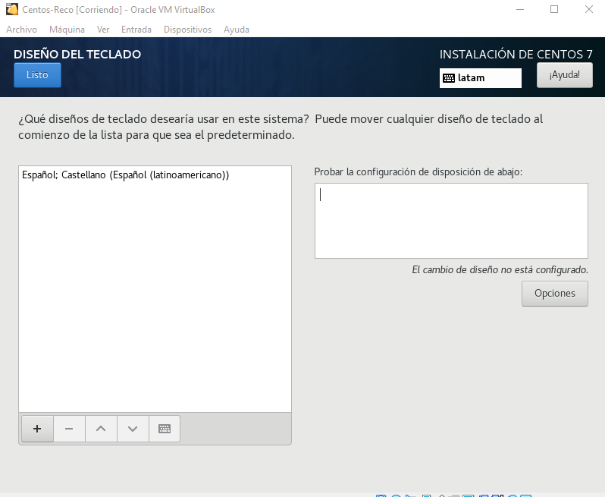 Centos-Reco [Corriendo] - Oracle VM VirtualBox
Archivo Máquina Ver Entrada Dispositivos Ayuda
DISEÑO DEL TECLADO
INSTALACIÓN DE CENTOS 7
Listo
latam
¡Ayuda!
¿Qué diseños de teclado desearía usar en este sistema? Puede mover cualquier diseño de teclado al
comienzo de la lista para que sea el predeterminado.
Español; Castellano (Español (latinoamericano))
Probar la configuración de disposición de abajo:
El cambio de diseño no está configurado.
Opciones